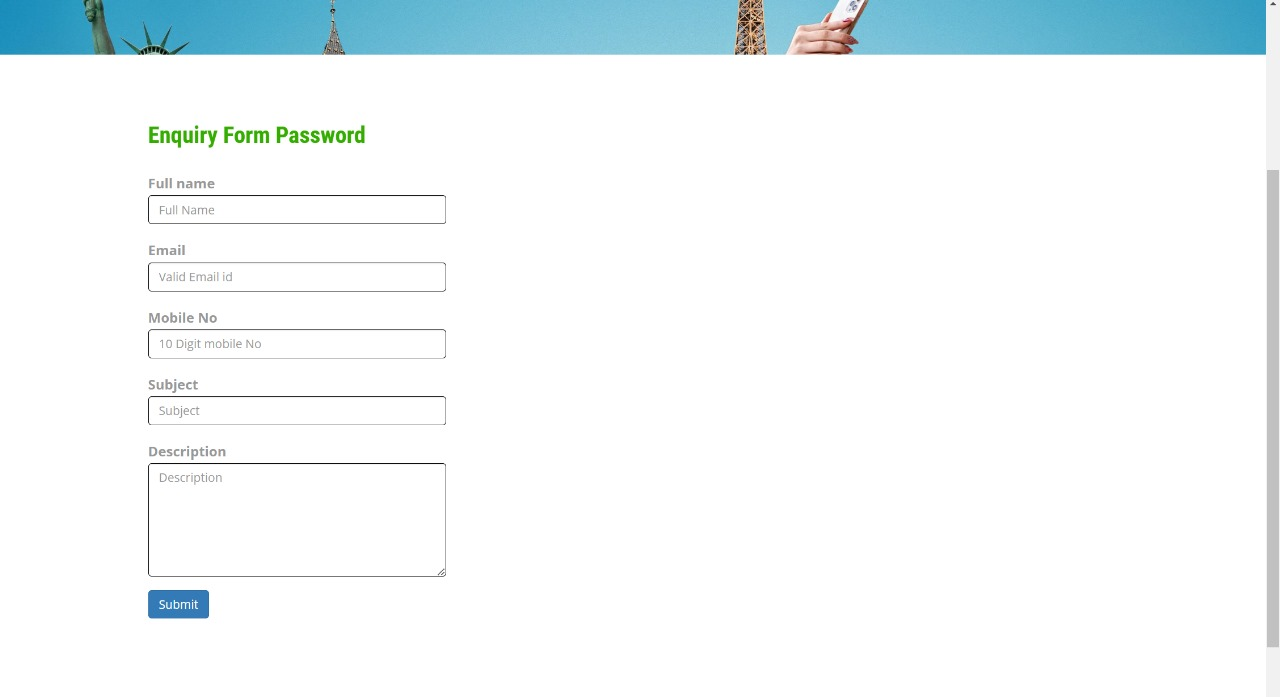 Enquiry Form Password
Full name
Full Name
Email
Valid Email id
Mobile No
10 Digit mobile No
Subject
Subject
Description
Description
Submit